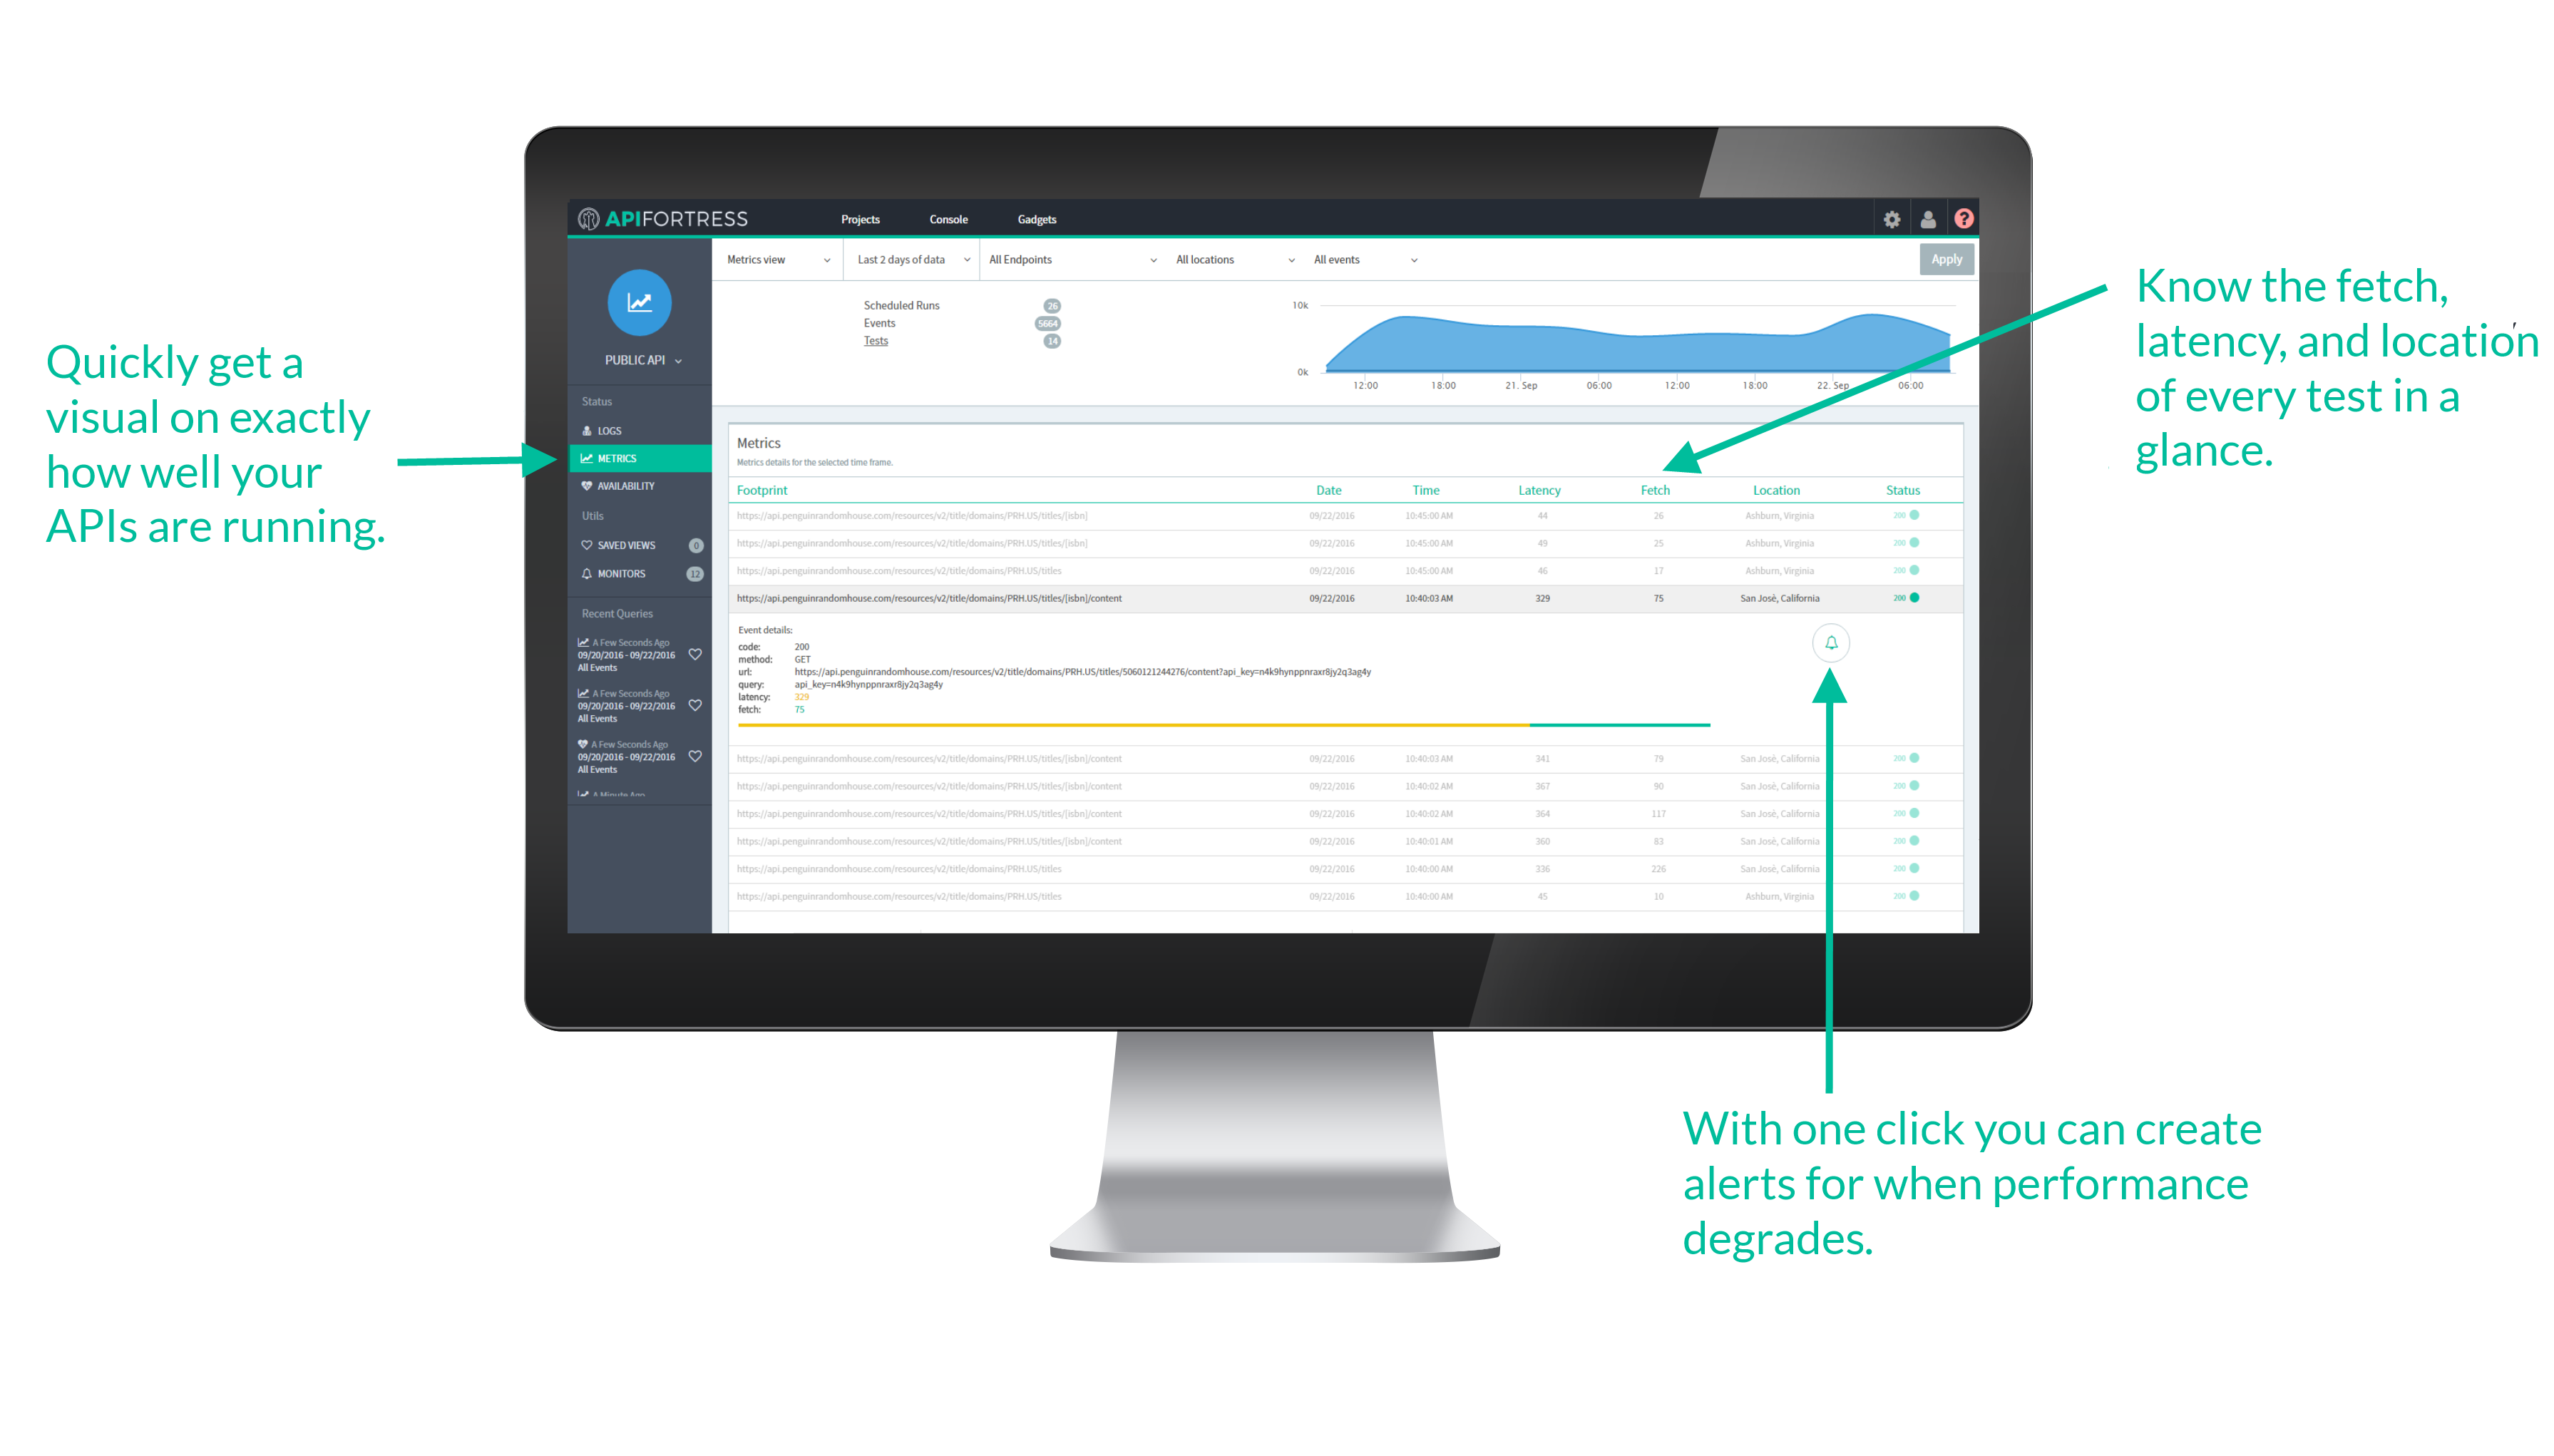 APIFORTRESS
Projects
Console
Gadgets
Metrics view
Last 2 days of data
All Endpoints
All locations
All events
Apply
PUBLIC API
Status
LOGS
METRICS
AVAILABILITY
Utils
SAVED VIEWS 0
MONITORS 12
Recent Queries
A Few Seconds Ago
09/20/2016 - 09/22/2016
All Events
A Few Seconds Ago
09/20/2016 - 09/22/2016
All Events
A Few Seconds Ago
09/20/2016 - 09/22/2016
All Events
A Minute Ago
Scheduled Runs 26
Events 5664
Tests 14
10k
0k
12:00 18:00 21. Sep 06:00 12:00 18:00 22. Sep 06:00
Metrics
Metrics details for the selected time frame.
Footprint Date Time Latency Fetch Location Status
https://api.penguinrandomhouse.com/resources/v2/title/domains/PRH.US/titles/[isbn] 09/22/2016 10:45:00 AM 44 26 Ashburn, Virginia 200
https://api.penguinrandomhouse.com/resources/v2/title/domains/PRH.US/titles/[isbn] 09/22/2016 10:45:00 AM 49 25 Ashburn, Virginia 200
https://api.penguinrandomhouse.com/resources/v2/title/domains/PRH.US/titles 09/22/2016 10:45:00 AM 46 17 Ashburn, Virginia 200
https://api.penguinrandomhouse.com/resources/v2/title/domains/PRH.US/titles/[isbn]/content 09/22/2016 10:40:03 AM 329 75 San Josè, California 200
Event details:
code: 200
method: GET
url: https://api.penguinrandomhouse.com/resources/v2/title/domains/PRH.US/titles/5060121244276/content?api_key=n4k9hynppnraxr8jy2q3ag4y
query: api_key=n4k9hynppnraxr8jy2q3ag4y
latency: 329
fetch: 75
https://api.penguinrandomhouse.com/resources/v2/title/domains/PRH.US/titles/[isbn]/content 09/22/2016 10:40:03 AM 341 79 San Josè, California 200
https://api.penguinrandomhouse.com/resources/v2/title/domains/PRH.US/titles/[isbn]/content 09/22/2016 10:40:02 AM 367 90 San Josè, California 200
https://api.penguinrandomhouse.com/resources/v2/title/domains/PRH.US/titles/[isbn]/content 09/22/2016 10:40:02 AM 364 117 San Josè, California 200
https://api.penguinrandomhouse.com/resources/v2/title/domains/PRH.US/titles/[isbn]/content 09/22/2016 10:40:01 AM 360 83 San Josè, California 200
https://api.penguinrandomhouse.com/resources/v2/title/domains/PRH.US/titles 09/22/2016 10:40:00 AM 336 226 San Josè, California 200
https://api.penguinrandomhouse.com/resources/v2/title/domains/PRH.US/titles 09/22/2016 10:40:00 AM 45 10 Ashburn, Virginia 200
Quickly get a
visual on exactly
how well your
APIs are running.
Know the fetch,
latency, and location
of every test in a
glance.
With one click you can create
alerts for when performance
degrades.